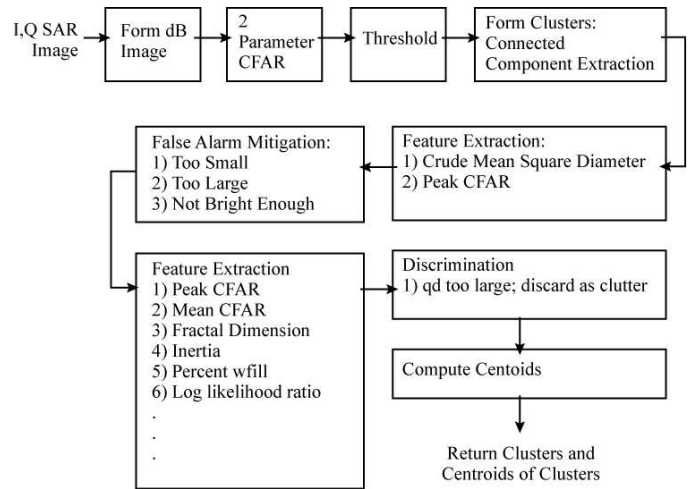 I,Q SAR
Image
Form dB
Image
2
Parameter
CFAR
Threshold
Form Clusters:
Connected
Component Extraction
False Alarm Mitigation:
1) Too Small
2) Too Large
3) Not Bright Enough
Feature Extraction:
1) Crude Mean Square Diameter
2) Peak CFAR
Feature Extraction
1) Peak CFAR
2) Mean CFAR
3) Fractal Dimension
4) Inertia
5) Percent wfill
6) Log likelihood ratio
.
.
.
Discrimination
1) qd too large; discard as clutter
Compute Centoids
Return Clusters and
Centroids of Clusters